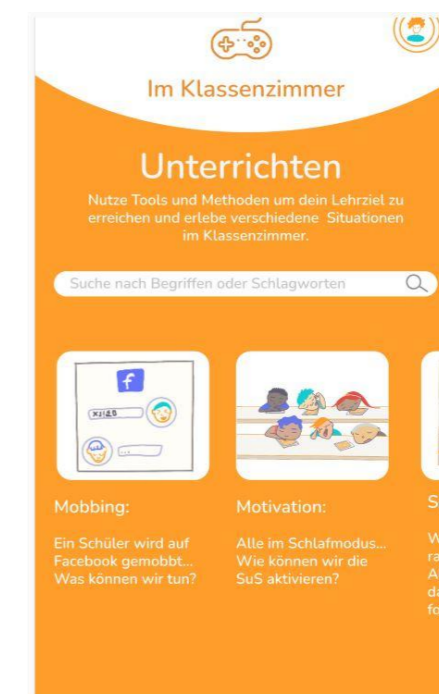 Im Klassenzimmer
Unterrichten
Nutze Tools und Methoden um dein Lehrziel zu
erreichen und erlebe verschiedene Situationen
im Klassenzimmer.
Suche nach Begriffen oder Schlagworten
f
Mobbing:
Ein Schüler wird auf
Facebook gemobbt...
Was können wir tun?
Motivation:
Alle im Schlafmodus...
Wie können wir die
SuS aktivieren?